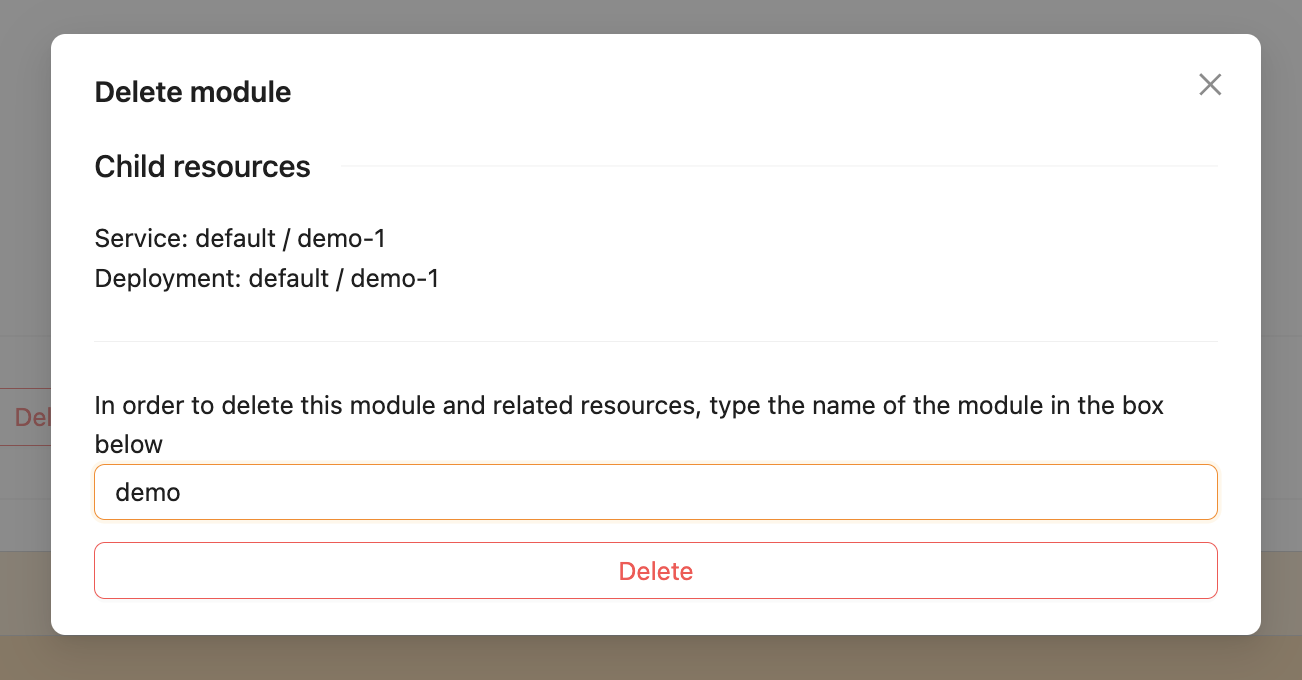 Delete module
Child resources
Service: default / demo-1
Deployment: default / demo-1
In order to delete this module and related resources, type the name of the module in the box
below
Del
demo
Delete